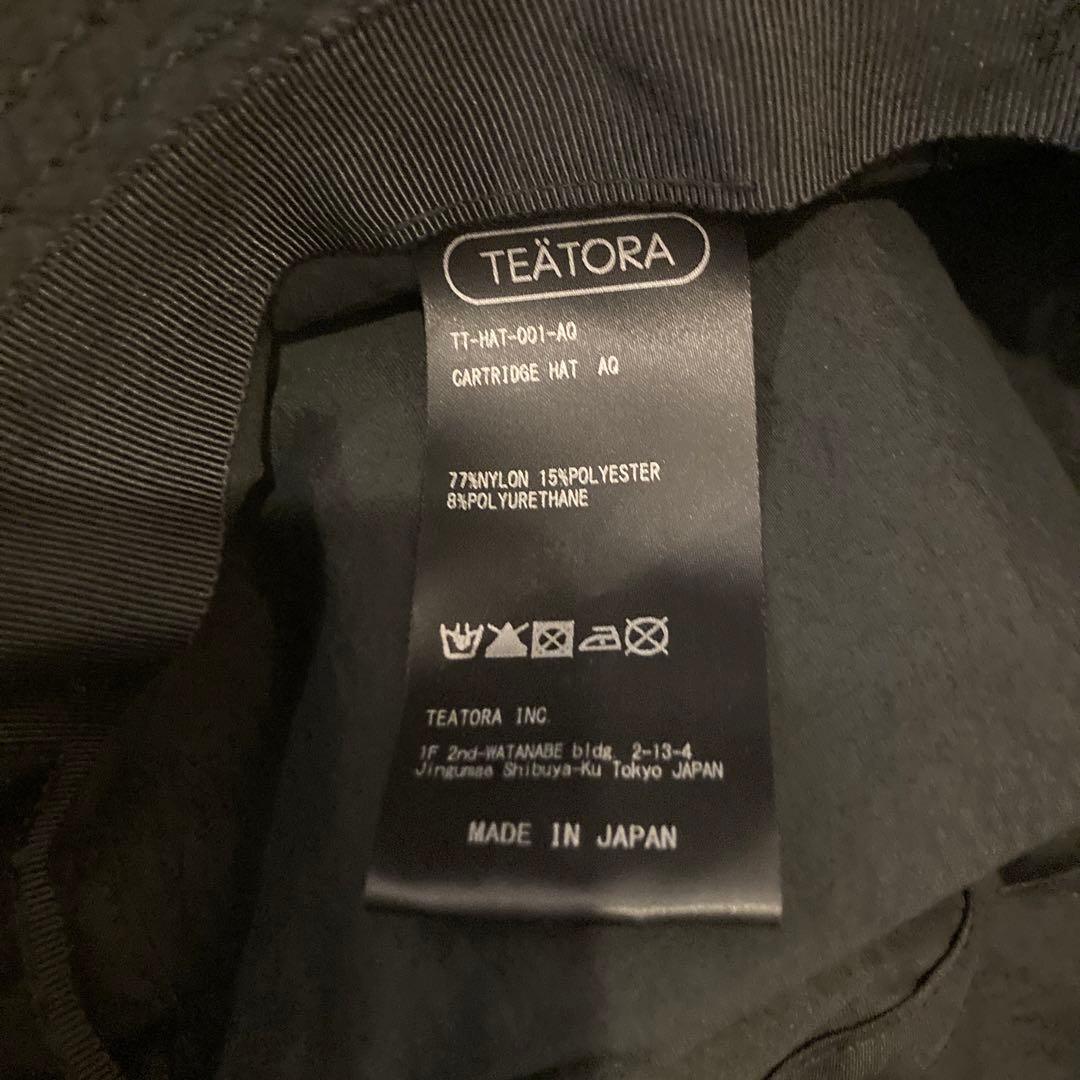 TEÄTORA
TT-HAT-001-AQ
CARTRIDGE HAT AQ
77%NYLON 15%POLYESTER
8%POLYURETHANE
TEATORA INC.
1F 2nd-WATANABE bldg. 2-13-4
Jingumae Shibuya-Ku Tokyo JAPAN
MADE IN JAPAN